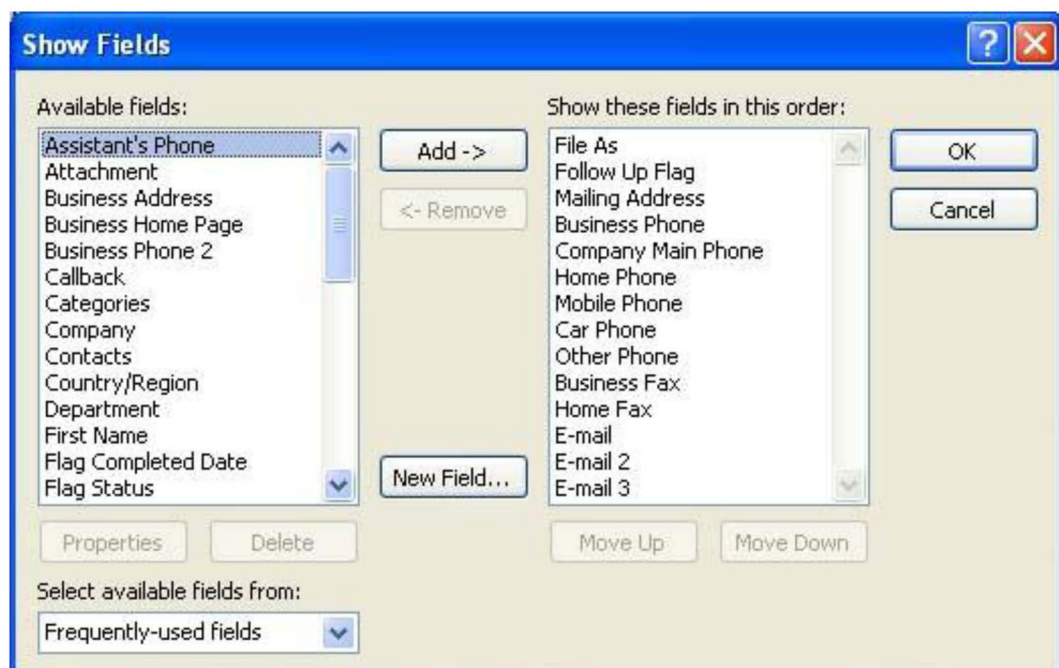 Show Fields
Available fields:
Assistant's Phone
Attachment
Business Address
Business Home Page
Business Phone 2
Callback
Categories
Company
Contacts
Country/Region
Department
First Name
Flag Completed Date
Flag Status
Add ->
<- Remove
New Field...
Show these fields in this order:
File As
Follow Up Flag
Mailing Address
Business Phone
Company Main Phone
Home Phone
Mobile Phone
Car Phone
Other Phone
Business Fax
Home Fax
E-mail
E-mail 2
E-mail 3
OK
Cancel
Properties
Delete
Move Up
Move Down
Select available fields from:
Frequently-used fields